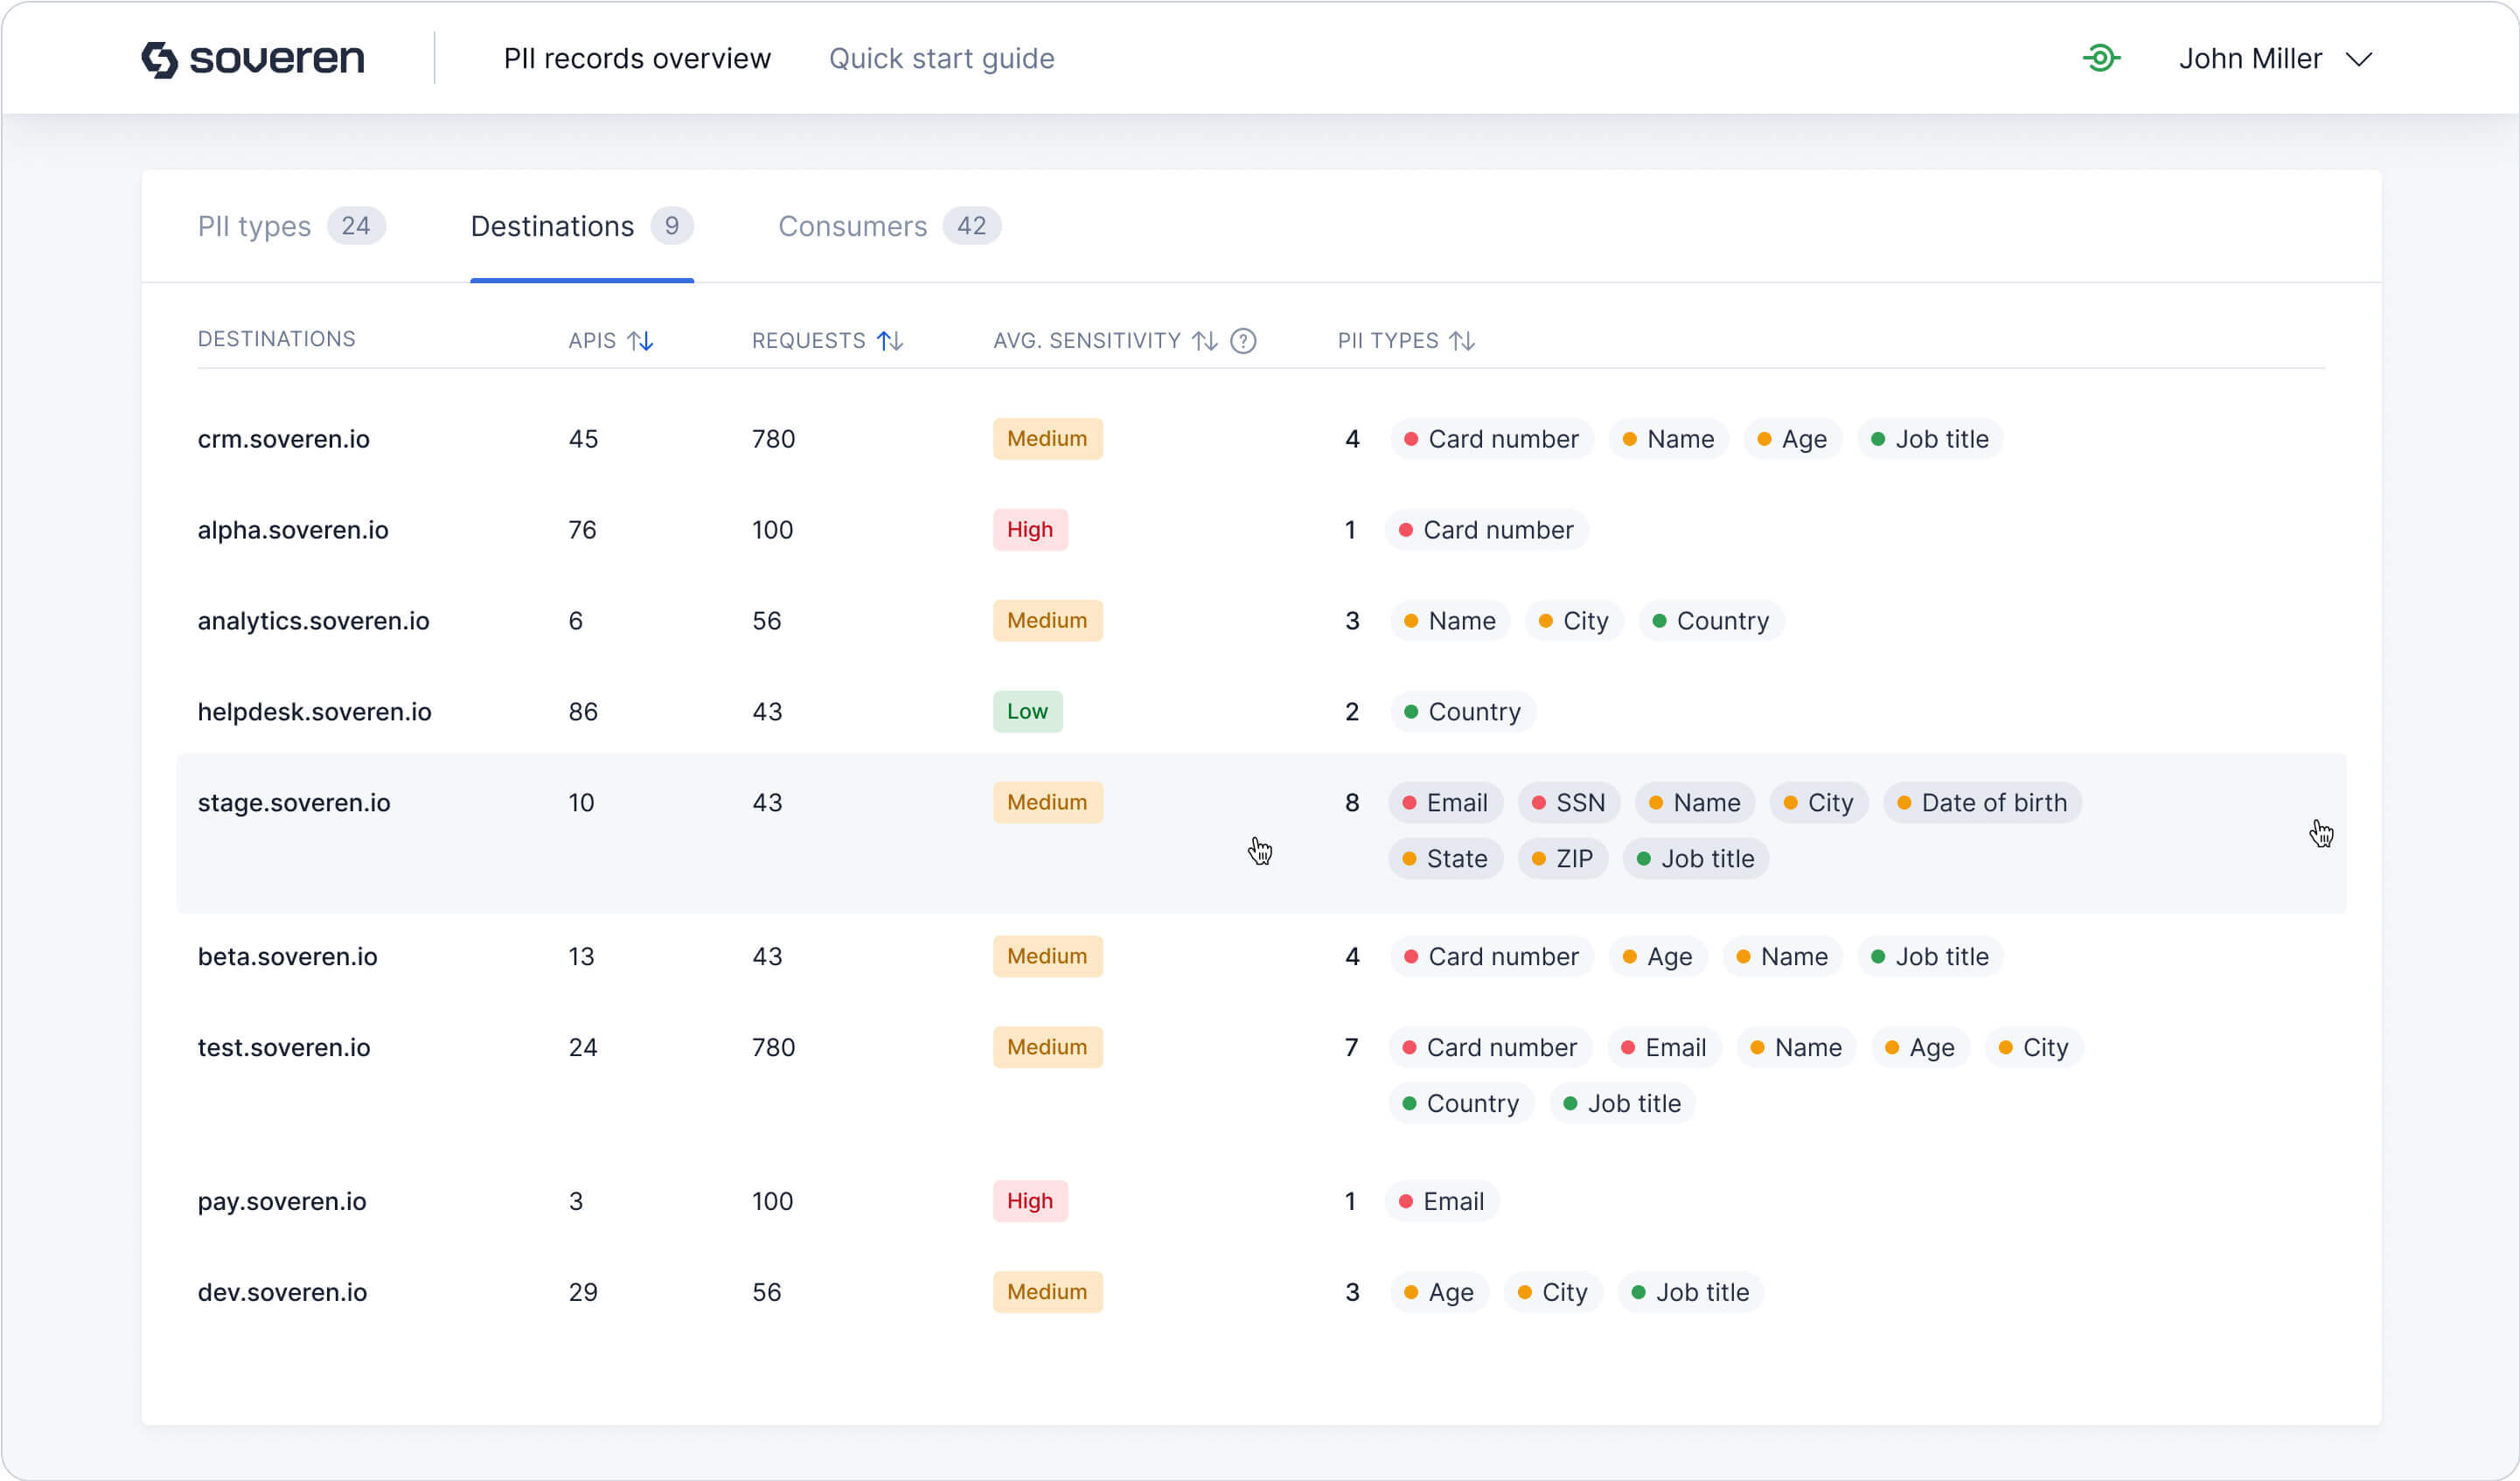 soveren PII records overview Quick start guide John Miller
PII types 24 Destinations 9 Consumers 42
DESTINATIONS APIS REQUESTS AVG. SENSITIVITY ? PII TYPES
crm.soveren.io 45 780 Medium 4 Card number Name Age Job title
alpha.soveren.io 76 100 High 1 Card number
analytics.soveren.io 6 56 Medium 3 Name City Country
helpdesk.soveren.io 86 43 Low 2 Country
stage.soveren.io 10 43 Medium 8 Email SSN Name City Date of birth
State ZIP Job title
beta.soveren.io 13 43 Medium 4 Card number Age Name Job title
test.soveren.io 24 780 Medium 7 Card number Email Name Age City
Country Job title
pay.soveren.io 3 100 High 1 Email
dev.soveren.io 29 56 Medium 3 Age City Job title